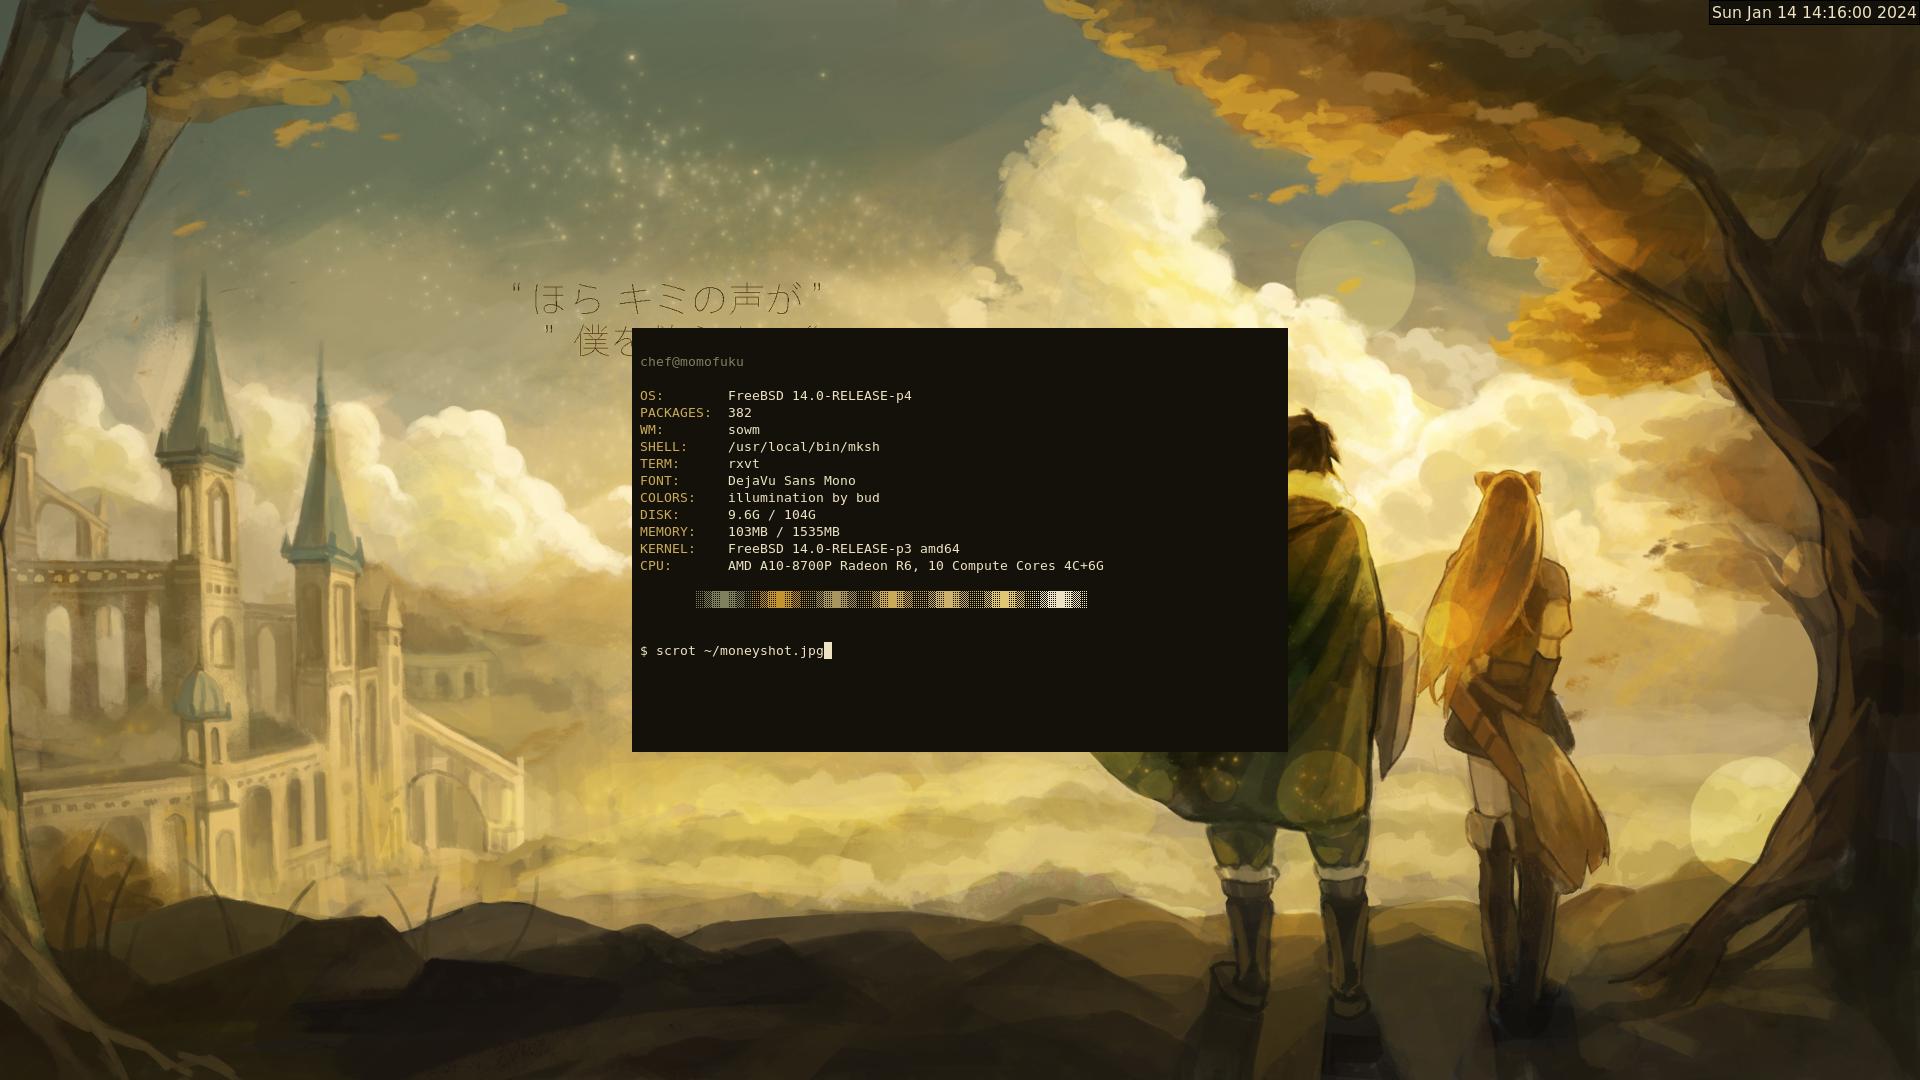 Sun Jan 14 14:16:00 2024
“ ほら キミの声が ”
” 僕を
chef@momofuku
OS: FreeBSD 14.0-RELEASE-p4
PACKAGES: 382
WM: sowm
SHELL: /usr/local/bin/mksh
TERM: rxvt
FONT: DejaVu Sans Mono
COLORS: illumination by bud
DISK: 9.6G / 104G
MEMORY: 103MB / 1535MB
KERNEL: FreeBSD 14.0-RELEASE-p3 amd64
CPU: AMD A10-8700P Radeon R6, 10 Compute Cores 4C+6G
$ scrot ~/moneyshot.jpg